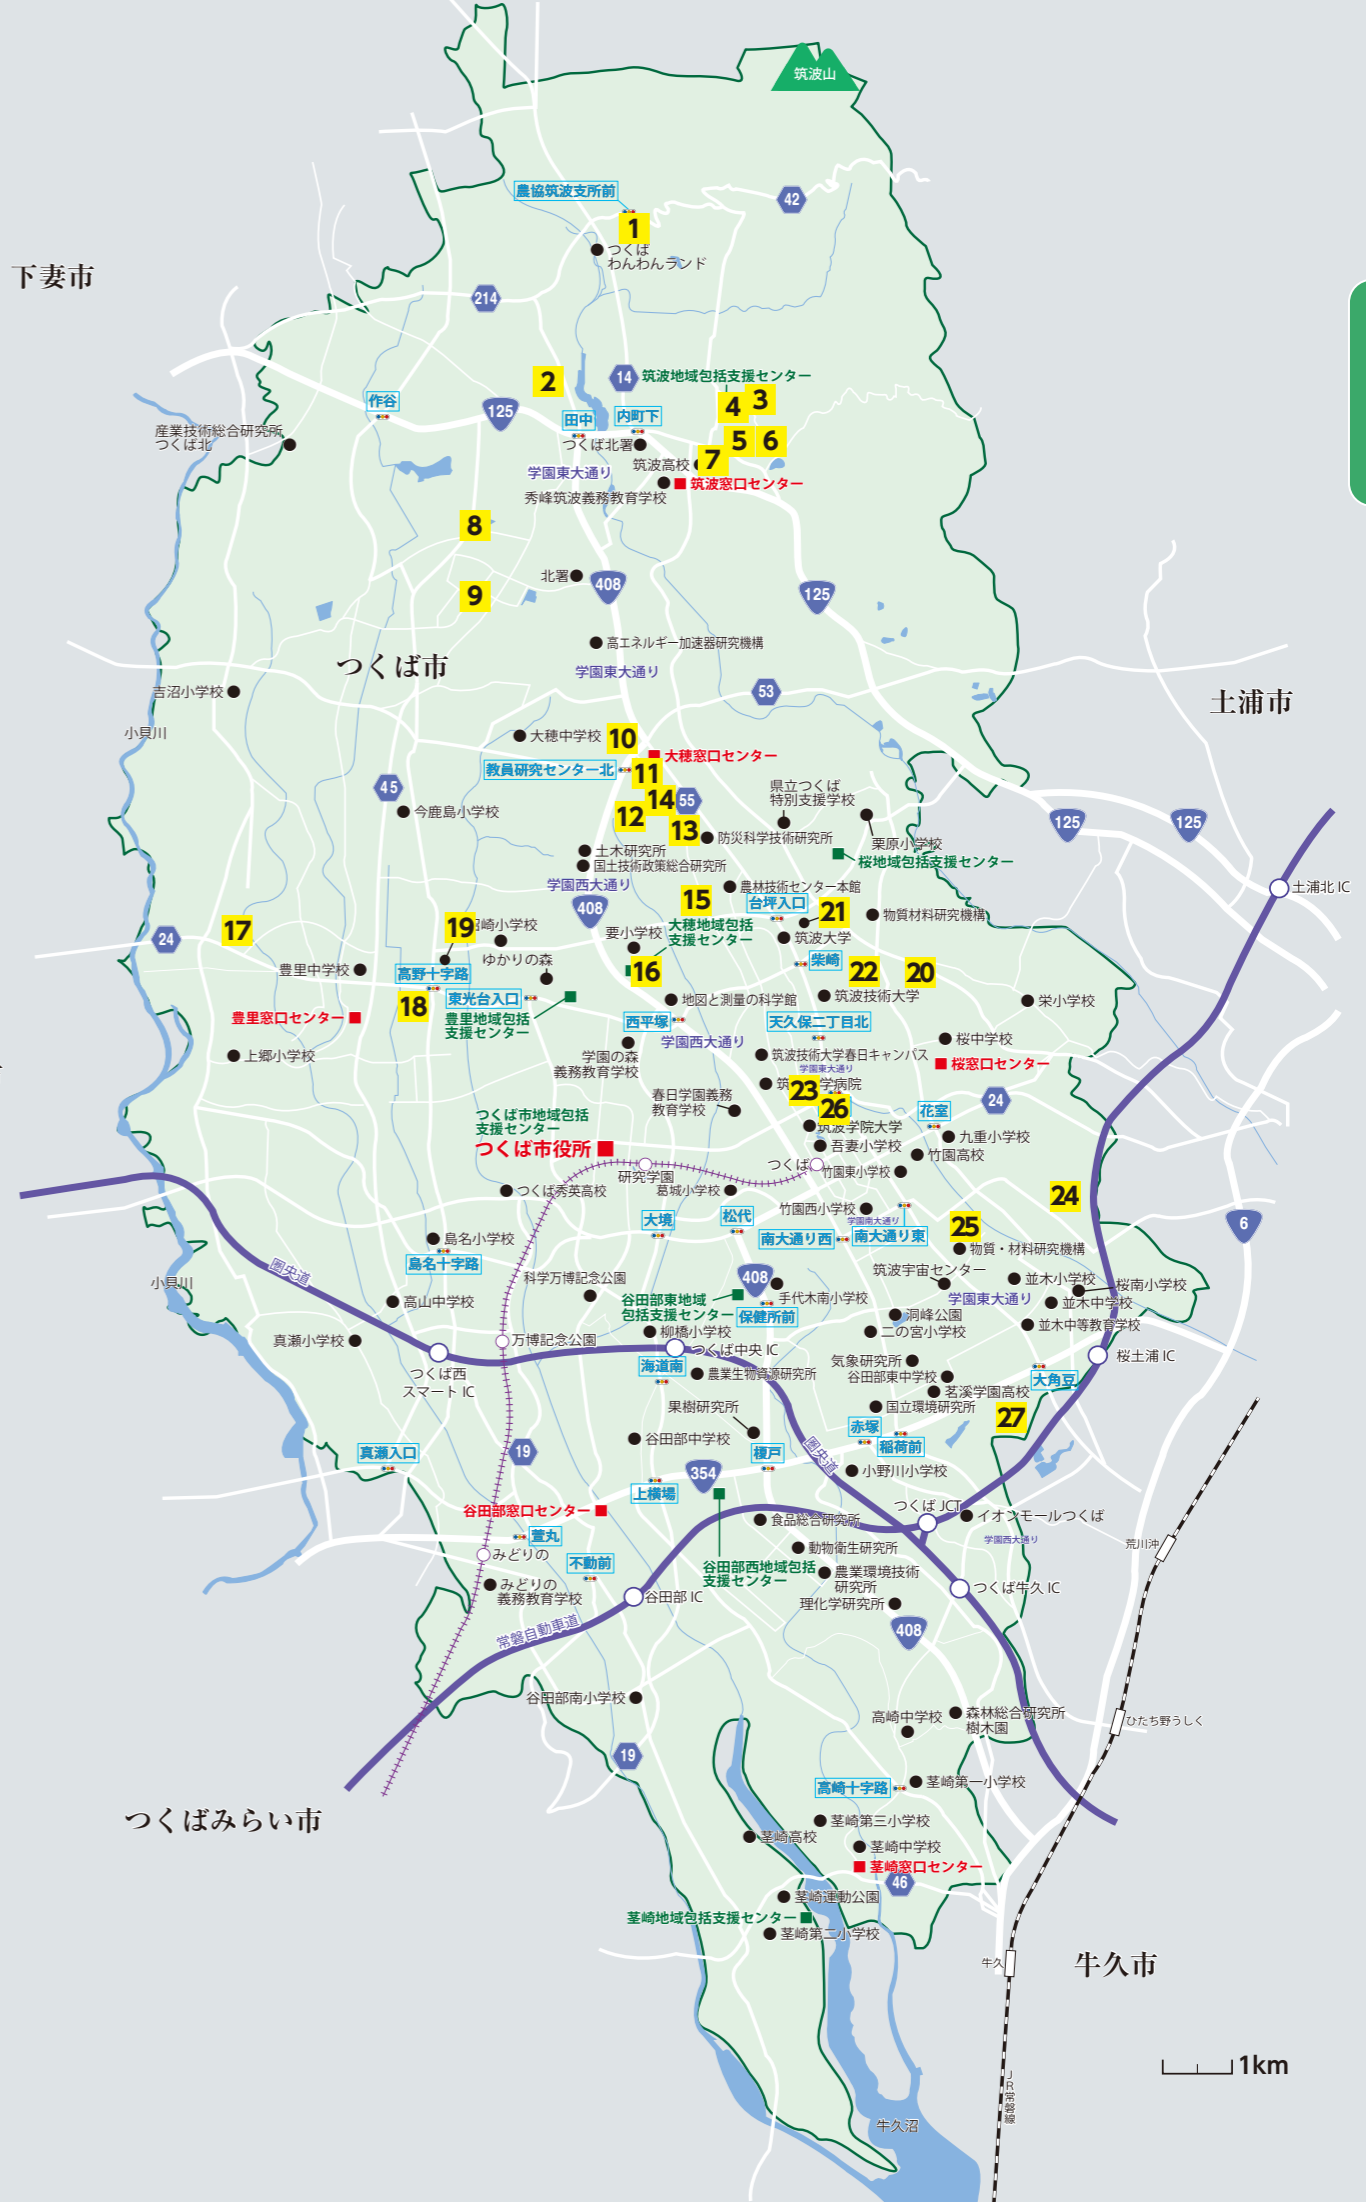 筑波山
農協筑波支所前
42
1
つくば
わんわんランド
下妻市
214
2
14
筑波地域包括支援センター
作谷
125
田中
内町下
4
3
産業技術総合研究所
つくば北
つくば北署
5
6
筑波高校
7
学園東大通り
筑波窓口センター
秀峰筑波義務教育学校
8
北署
408
9
125
高エネルギー加速器研究機構
つくば市
学園東大通り
吉沼小学校
53
土浦市
小貝川
大穂中学校
10
大穂窓口センター
教員研究センター北
11
45
県立つくば
特別支援学校
14
55
今鹿島小学校
12
13
防災科学技術研究所
栗原小学校
125
125
土木研究所
国土技術政策総合研究所
桜地域包括支援センター
学園西大通り
農林技術センター本館
土浦北 IC
15
台坪入口
408
21
物質材料研究機構
17
19
崎小学校
大穂地域包括
支援センター
24
要小学校
筑波大学
ゆかりの森
柴崎
豊里中学校
高野十字路
16
22
20
18
東光台入口
地図と測量の科学館
筑波技術大学
栄小学校
豊里窓口センター
豊里地域包括
支援センター
西平塚
天久保二丁目北
学園西大通り
桜中学校
上郷小学校
学園の森
義務教育学校
筑波技術大学春日キャンパス
桜窓口センター
学園東大通り
筑
23
学病院
春日学園義務
教育学校
26
24
つくば市地域包括
支援センター
花室
筑波学院大学
つくば市役所
九重小学校
吾妻小学校
竹園高校
つくば
研究学園
竹園東小学校
つくば秀英高校
葛城小学校
24
竹園西小学校
大境
松代
学園南大通り
25
6
島名小学校
南大通り西
南大通り東
物質・材料研究機構
島名十字路
圏央道
筑波宇宙センター
小貝川
科学万博記念公園
408
並木小学校
桜南小学校
高山中学校
谷田部東地域
包括支援センター
手代木南小学校
学園東大通り
並木中学校
保健所前
洞峰公園
真瀬小学校
万博記念公園
柳橋小学校
二の宮小学校
並木中等教育学校
つくば中央 IC
桜土浦 IC
つくば西
スマート IC
海道南
農業生物資源研究所
気象研究所
谷田部東中学校
大角豆
茗溪学園高校
果樹研究所
国立環境研究所
27
谷田部中学校
赤塚
稲荷前
真瀬入口
19
榎戸
圏央道
354
小野川小学校
上横場
谷田部窓口センター
つくば JCT
食品総合研究所
イオンモールつくば
萱丸
学園西大通り
荒川沖
みどりの
不動前
動物衛生研究所
谷田部西地域包括
支援センター
農業環境技術
研究所
みどりの
義務教育学校
谷田部 IC
つくば牛久 IC
理化学研究所
常磐自動車道
408
谷田部南小学校
高崎中学校
森林総合研究所
樹木園
ひたち野うしく
19
高崎十字路
茎崎第一小学校
つくばみらい市
茎崎第三小学校
茎崎高校
茎崎中学校
茎崎窓口センター
46
茎崎運動公園
茎崎地域包括支援センター
茎崎第二小学校
牛久
牛久市
1km
JR常磐線
牛久沼